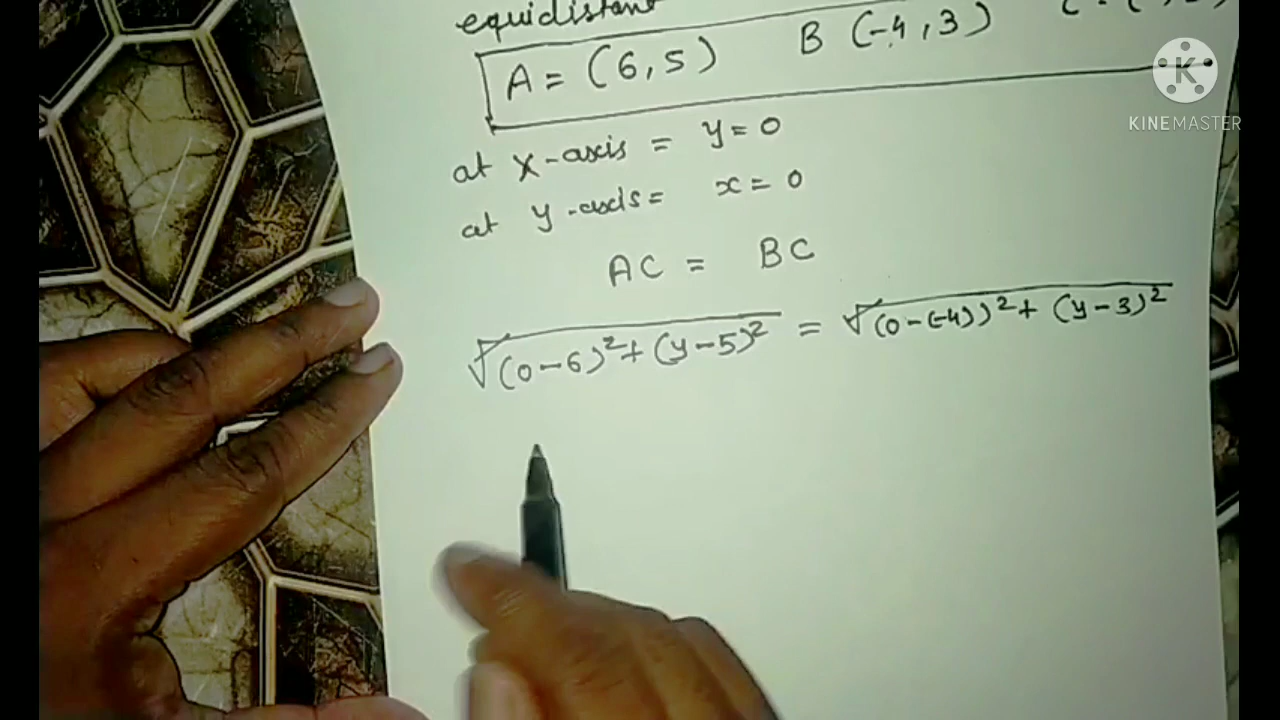 equidistant
A = (6,5) B (-4,3)
at x-axis = y=0
at y-axis= x=0
AC = BC
√(0-6)²+(y-5)² = √(0-(-4))²+(y-3)²
K
KINEMASTER